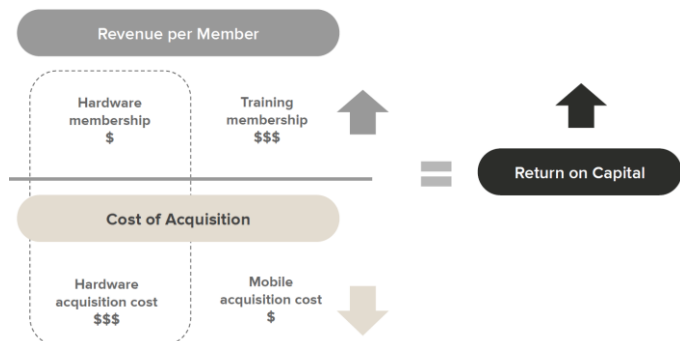 Revenue per Member
Hardware
membership
$
Training
membership
$$$
Return on Capital
Cost of Acquisition
Hardware
acquisition cost
$$$
Mobile
acquisition cost
$